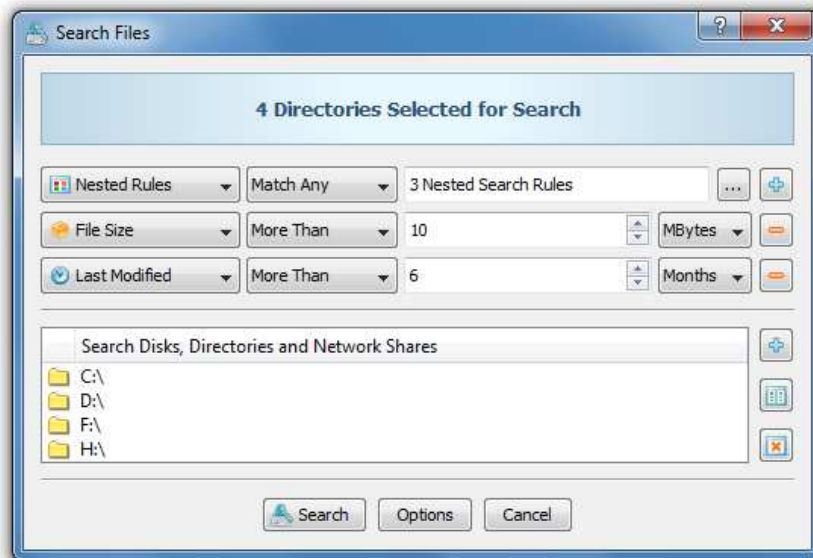 Search Files
4 Directories Selected for Search
Nested Rules Match Any 3 Nested Search Rules ...
File Size More Than 10 MBytes
Last Modified More Than 6 Months
Search Disks, Directories and Network Shares
C:\
D:\
F:\
H:\
Search Options Cancel